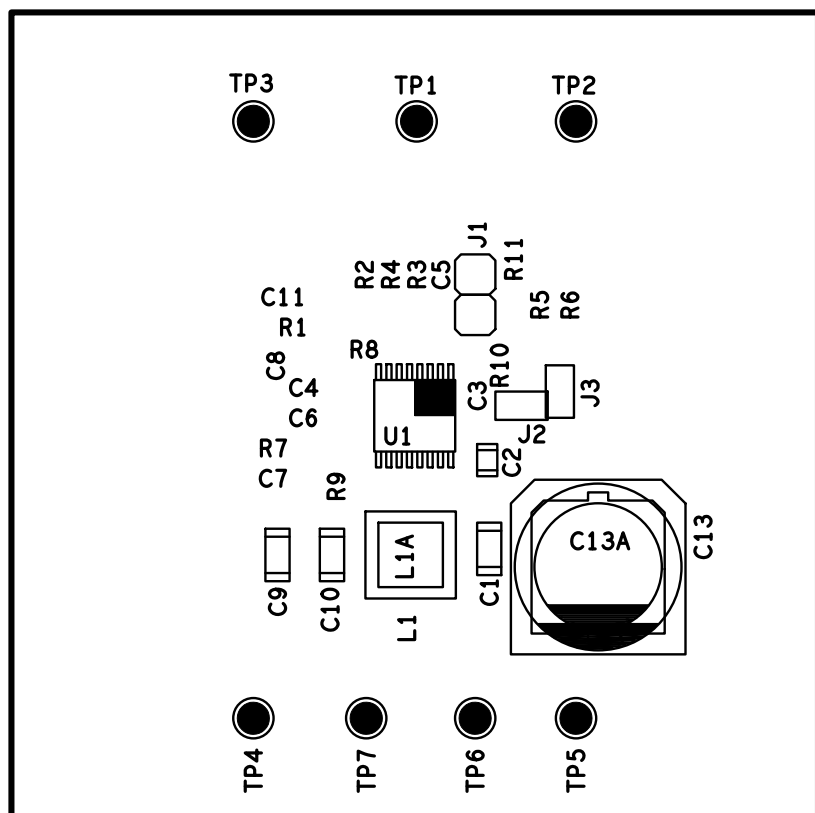 TP3
TP1
TP2
J1
R2
R4
R3
C5
R11
C11
R5
R6
R1
R8
C8
R10
C4
C3
J3
C6
U1
J2
R7
C2
C7
R9
C13A
C13
L1A
C9
C10
C1
L1
TP4
TP7
TP6
TP5